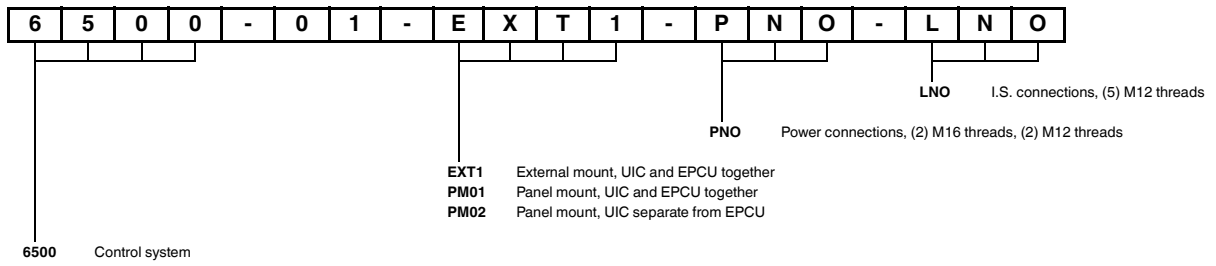 6 5 0 0 - 0 1 - E X T 1 - P N O - L N O
LNO I.S. connections, (5) M12 threads
PNO Power connections, (2) M16 threads, (2) M12 threads
EXT1 External mount, UIC and EPCU together
PM01 Panel mount, UIC and EPCU together
PM02 Panel mount, UIC separate from EPCU
6500 Control system